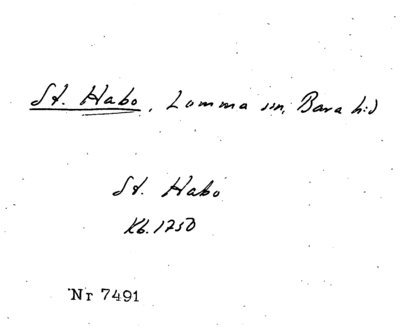 St. Habo, Lomma sn, Bara hd
St. Habo
Kb. 1750
Nr 7491